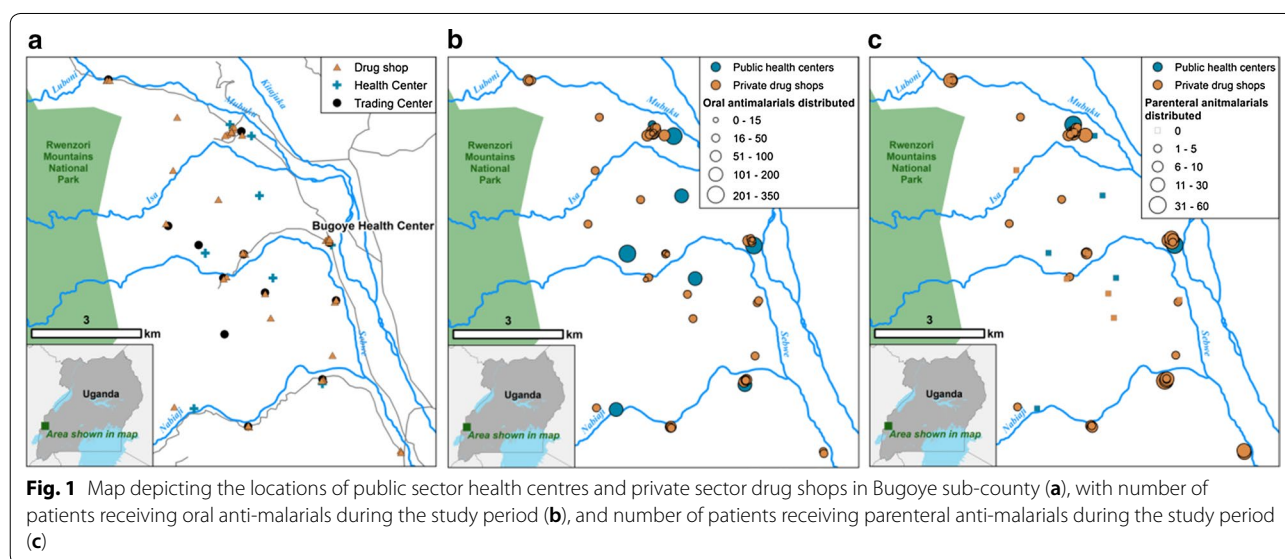 a
Drug shop
Health Center
Trading Center
Luboni
Kitajuka
Mubuku
Rwenzori
Mountains
National
Park
Isa
Bugoye Health Center
3
km
Sebwe
Uganda
Area shown in map
Nabiaji
b
Public health centers
Private drug shops
Oral antimalarials distributed
0 - 15
16 - 50
51 - 100
101 - 200
201 - 350
Luboni
Mubuku
Rwenzori
Mountains
National
Park
Isa
3
km
Sebwe
Uganda
Area shown in map
Nabiaji
c
Public health centers
Private drug shops
Parenteral anitmalarials
distributed
0
1 - 5
6 - 10
11 - 30
31 - 60
Luboni
Mubuku
Rwenzori
Mountains
National
Park
Isa
3
km
Sebwe
Uganda
Area shown in map
Nabiaji
Fig. 1 Map depicting the locations of public sector health centres and private sector drug shops in Bugoye sub-county (a), with number of
patients receiving oral anti-malarials during the study period (b), and number of patients receiving parenteral anti-malarials during the study period
(c)